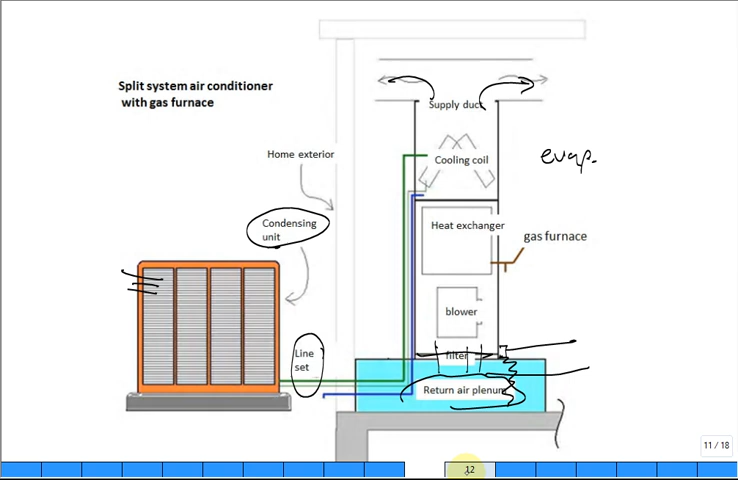 Split system air conditioner
with gas furnace
Supply duct
Home exterior
Cooling coil
evap.
Condensing
unit
Heat exchanger
gas furnace
blower
Line
set
filter
Return air plenum
11 / 18
12